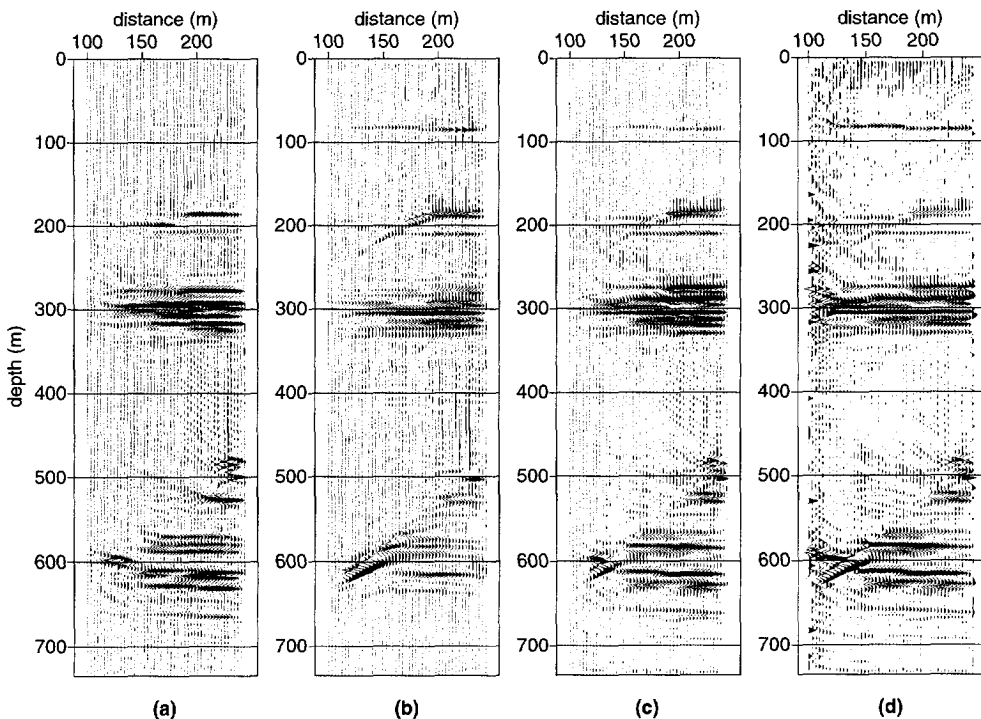 distance (m) distance (m) distance (m) distance (m)
100 150 200 100 150 200 100 150 200 100 150 200
0 0 0 0
100 100 100 100
200 200 200 200
300 300 300 300
depth (m)
400 400 400 400
500 500 500 500
600 600 600 600
700 700 700 700
(a) (b) (c) (d)